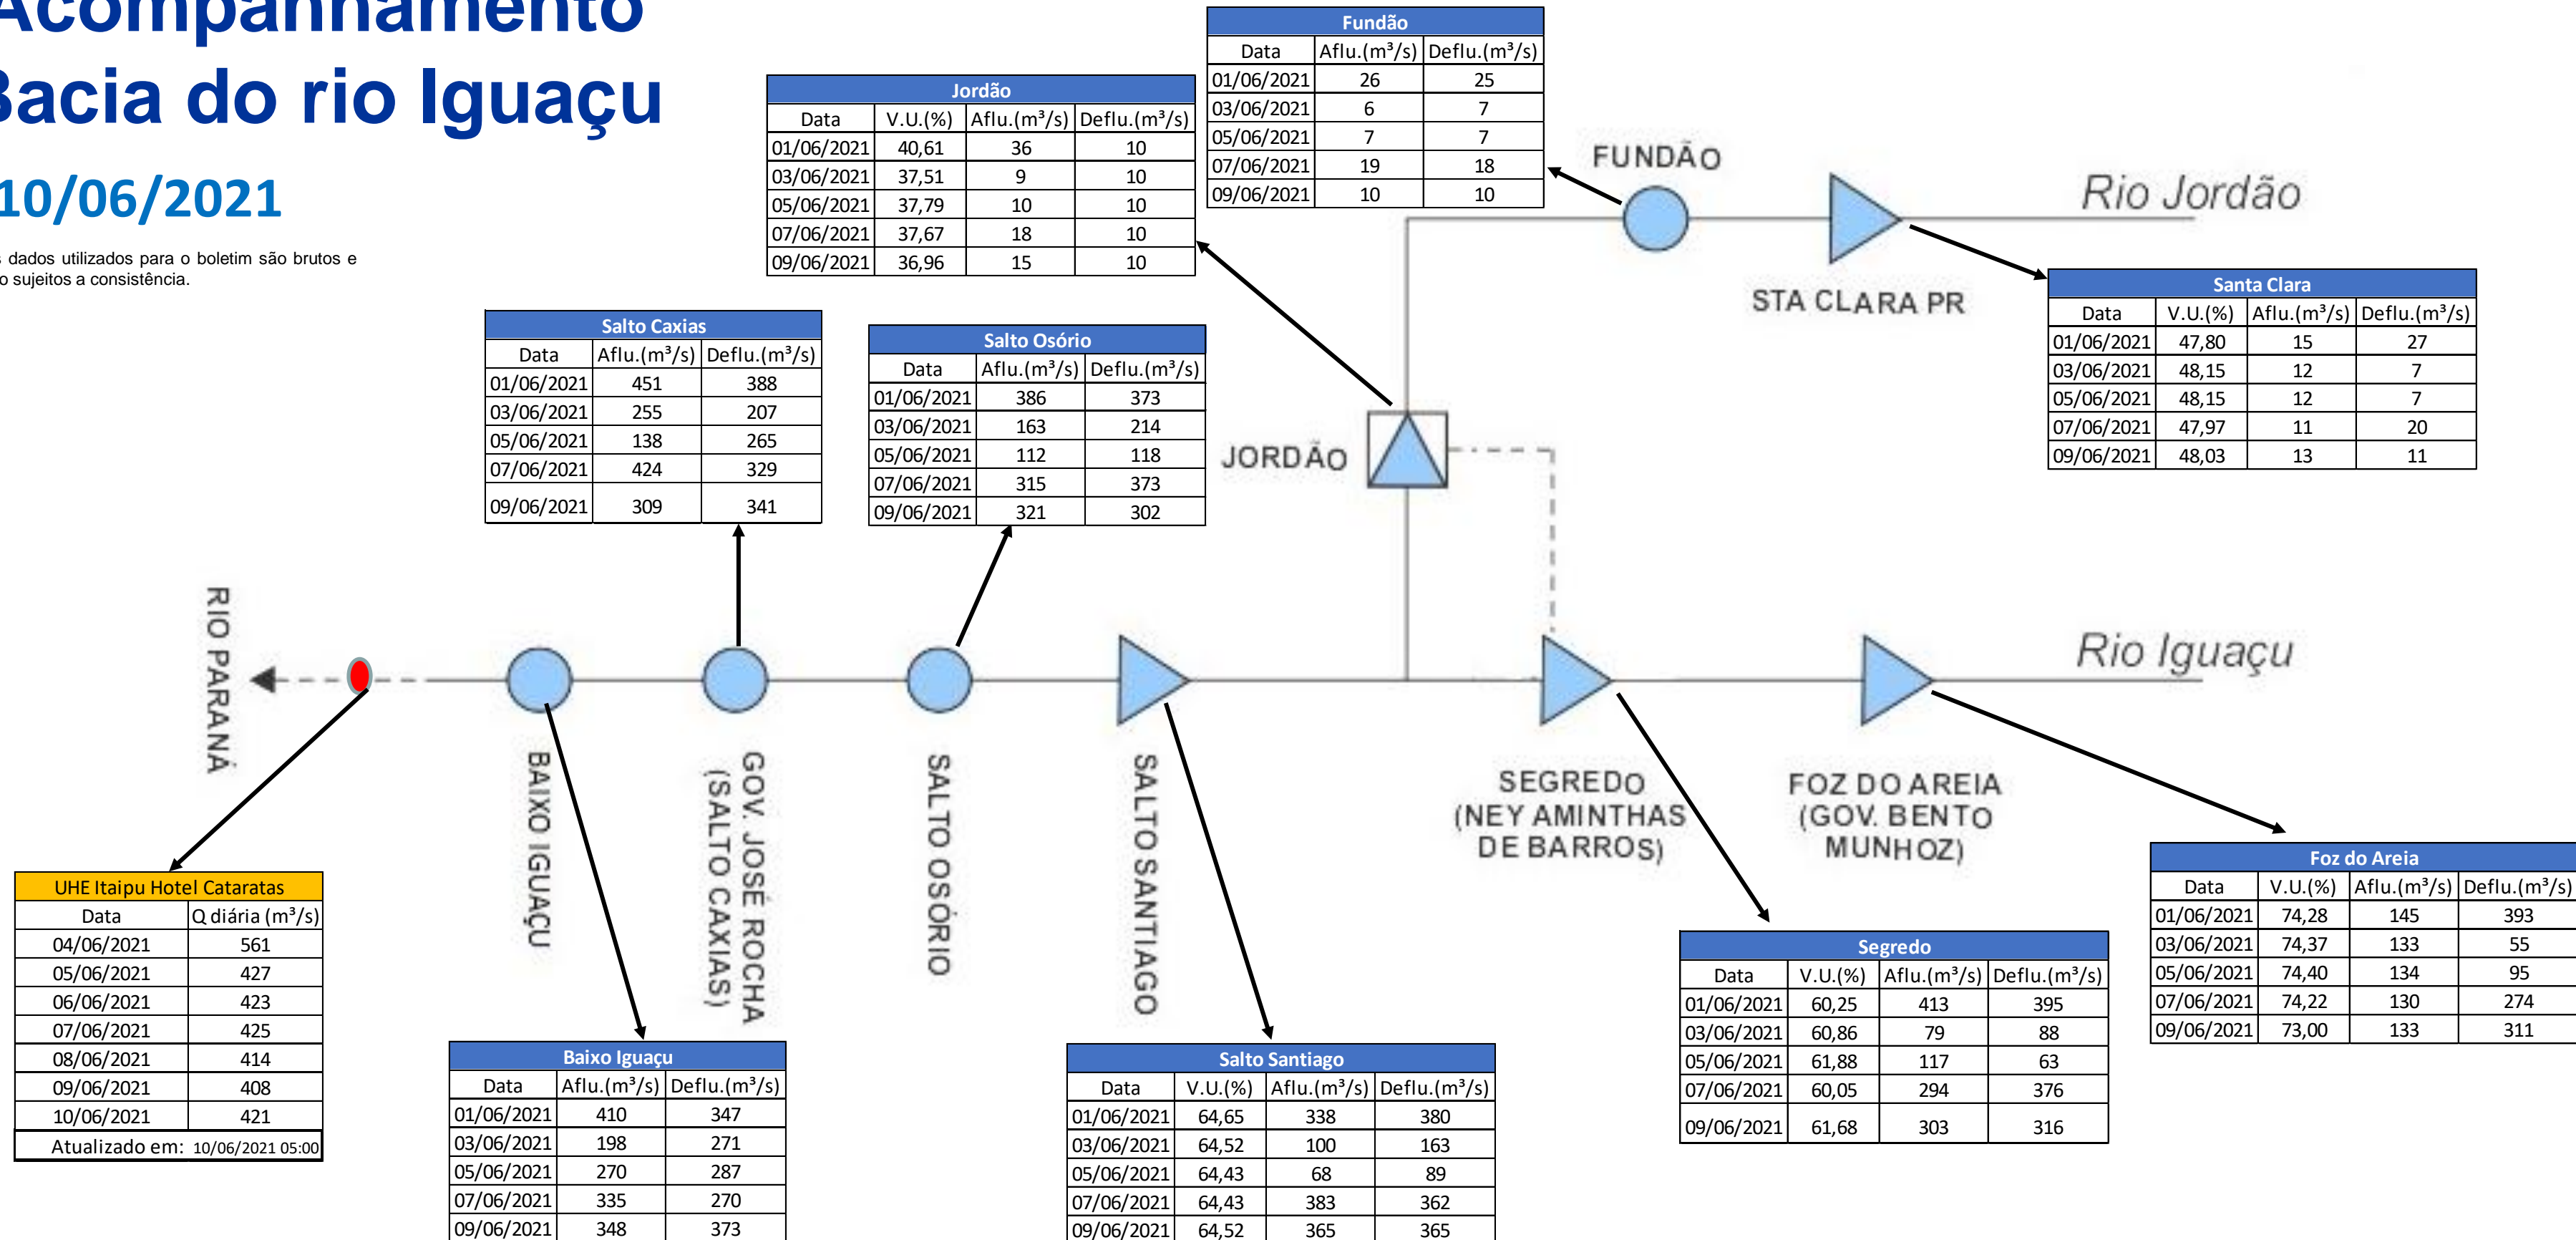 Acompanhamento
Bacia do rio Iguaçu
10/06/2021
s dados utilizados para o boletim são brutos e
o sujeitos a consistência.
Fundão
Data Aflu.(m³/s) Deflu.(m³/s)
01/06/2021 26 25
03/06/2021 6 7
05/06/2021 7 7
07/06/2021 19 18
09/06/2021 10 10
Jordão
Data V.U.(%) Aflu.(m³/s) Deflu.(m³/s)
01/06/2021 40,61 36 10
03/06/2021 37,51 9 10
05/06/2021 37,79 10 10
07/06/2021 37,67 18 10
09/06/2021 36,96 15 10
FUNDÃO
Rio Jordão
STA CLARA PR
Santa Clara
Data V.U.(%) Aflu.(m³/s) Deflu.(m³/s)
01/06/2021 47,80 15 27
03/06/2021 48,15 12 7
05/06/2021 48,15 12 7
07/06/2021 47,97 11 20
09/06/2021 48,03 13 11
Salto Caxias
Data Aflu.(m³/s) Deflu.(m³/s)
01/06/2021 451 388
03/06/2021 255 207
05/06/2021 138 265
07/06/2021 424 329
09/06/2021 309 341
Salto Osório
Data Aflu.(m³/s) Deflu.(m³/s)
01/06/2021 386 373
03/06/2021 163 214
05/06/2021 112 118
07/06/2021 315 373
09/06/2021 321 302
JORDÃO
RIO PARANÁ
Rio Iguaçu
BAIXO IGUAÇU
GOV. JOSÉ ROCHA
(SALTO CAXIAS)
SALTO OSÓRIO
SALTO SANTIAGO
SEGREDO
(NEY AMINTHAS
DE BARROS)
FOZ DO AREIA
(GOV. BENTO
MUNHOZ)
UHE Itaipu Hotel Cataratas
Data Q diária (m³/s)
04/06/2021 561
05/06/2021 427
06/06/2021 423
07/06/2021 425
08/06/2021 414
09/06/2021 408
10/06/2021 421
Atualizado em: 10/06/2021 05:00
Baixo Iguaçu
Data Aflu.(m³/s) Deflu.(m³/s)
01/06/2021 410 347
03/06/2021 198 271
05/06/2021 270 287
07/06/2021 335 270
09/06/2021 348 373
Salto Santiago
Data V.U.(%) Aflu.(m³/s) Deflu.(m³/s)
01/06/2021 64,65 338 380
03/06/2021 64,52 100 163
05/06/2021 64,43 68 89
07/06/2021 64,43 383 362
09/06/2021 64,52 365 365
Segredo
Data V.U.(%) Aflu.(m³/s) Deflu.(m³/s)
01/06/2021 60,25 413 395
03/06/2021 60,86 79 88
05/06/2021 61,88 117 63
07/06/2021 60,05 294 376
09/06/2021 61,68 303 316
Foz do Areia
Data V.U.(%) Aflu.(m³/s) Deflu.(m³/s)
01/06/2021 74,28 145 393
03/06/2021 74,37 133 55
05/06/2021 74,40 134 95
07/06/2021 74,22 130 274
09/06/2021 73,00 133 311